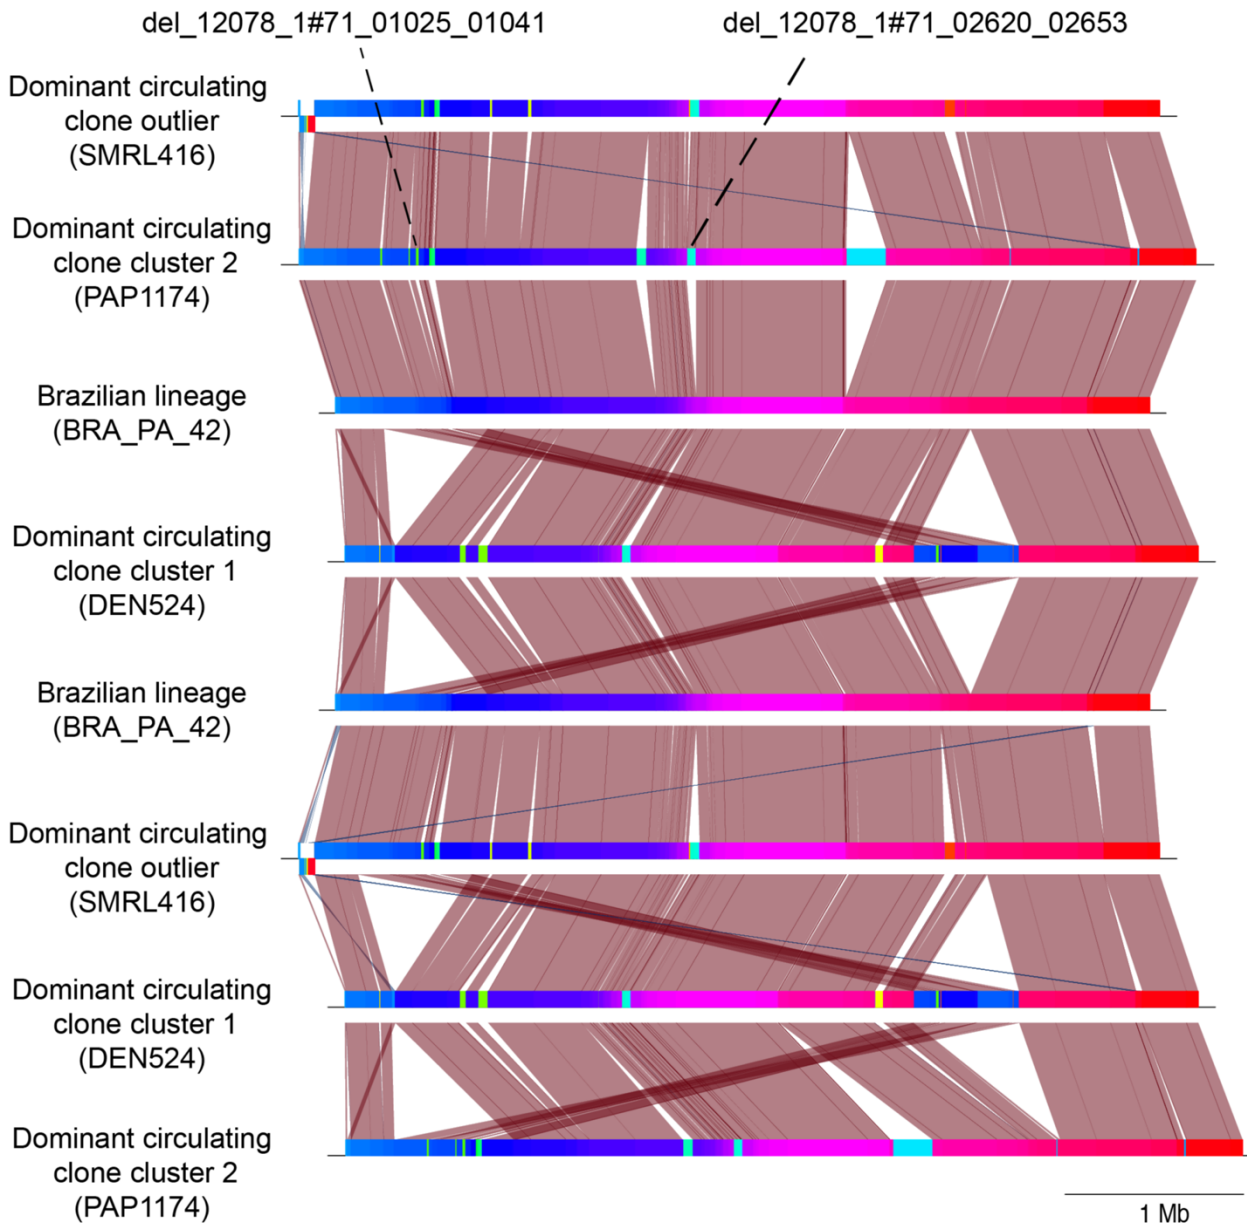 del_12078_1#71_01025_01041
del_12078_1#71_02620_02653
Dominant circulating
clone outlier
(SMRL416)
Dominant circulating
clone cluster 2
(PAP1174)
Brazilian lineage
(BRA_PA_42)
Dominant circulating
clone cluster 1
(DEN524)
Brazilian lineage
(BRA_PA_42)
Dominant circulating
clone outlier
(SMRL416)
Dominant circulating
clone cluster 1
(DEN524)
Dominant circulating
clone cluster 2
(PAP1174)
1 Mb